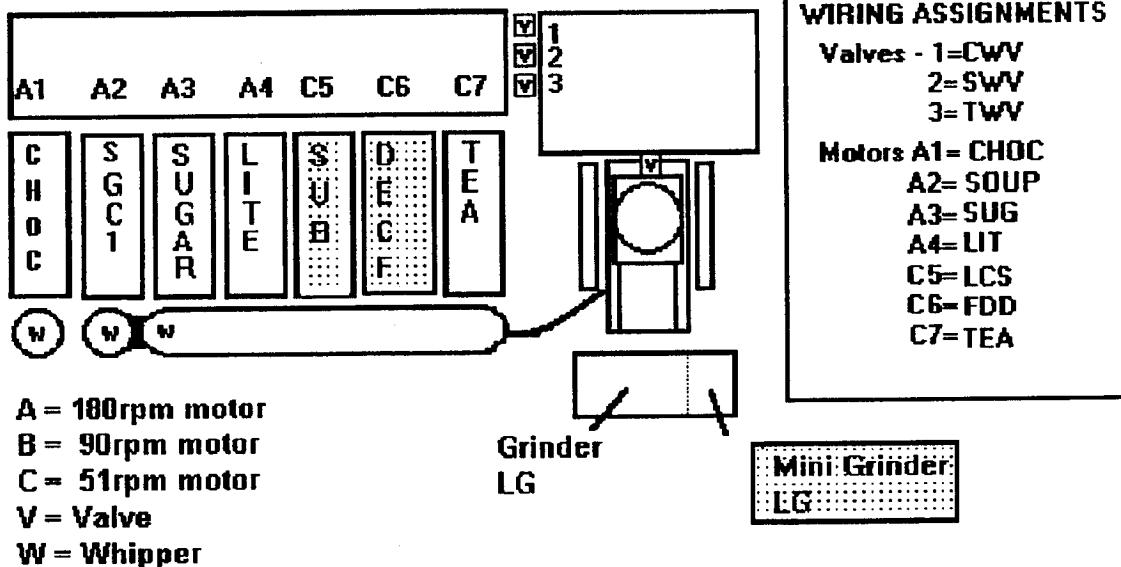 V 1
V 2
V 3
A1 A2 A3 A4 C5 C6 C7
CHOC
SGC1
SUGAR
LITE
SUB
DECF
TEA
V
W W W
A = 180rpm motor
B = 90rpm motor
C = 51rpm motor
V = Valve
W = Whipper
Grinder
LG
Mini Grinder
LG
WIRING ASSIGNMENTS
Valves - 1=CWV
2=SWV
3=TWV
Motors A1= CHOC
A2= SOUP
A3= SUG
A4= LIT
C5= LCS
C6= FDD
C7= TEA